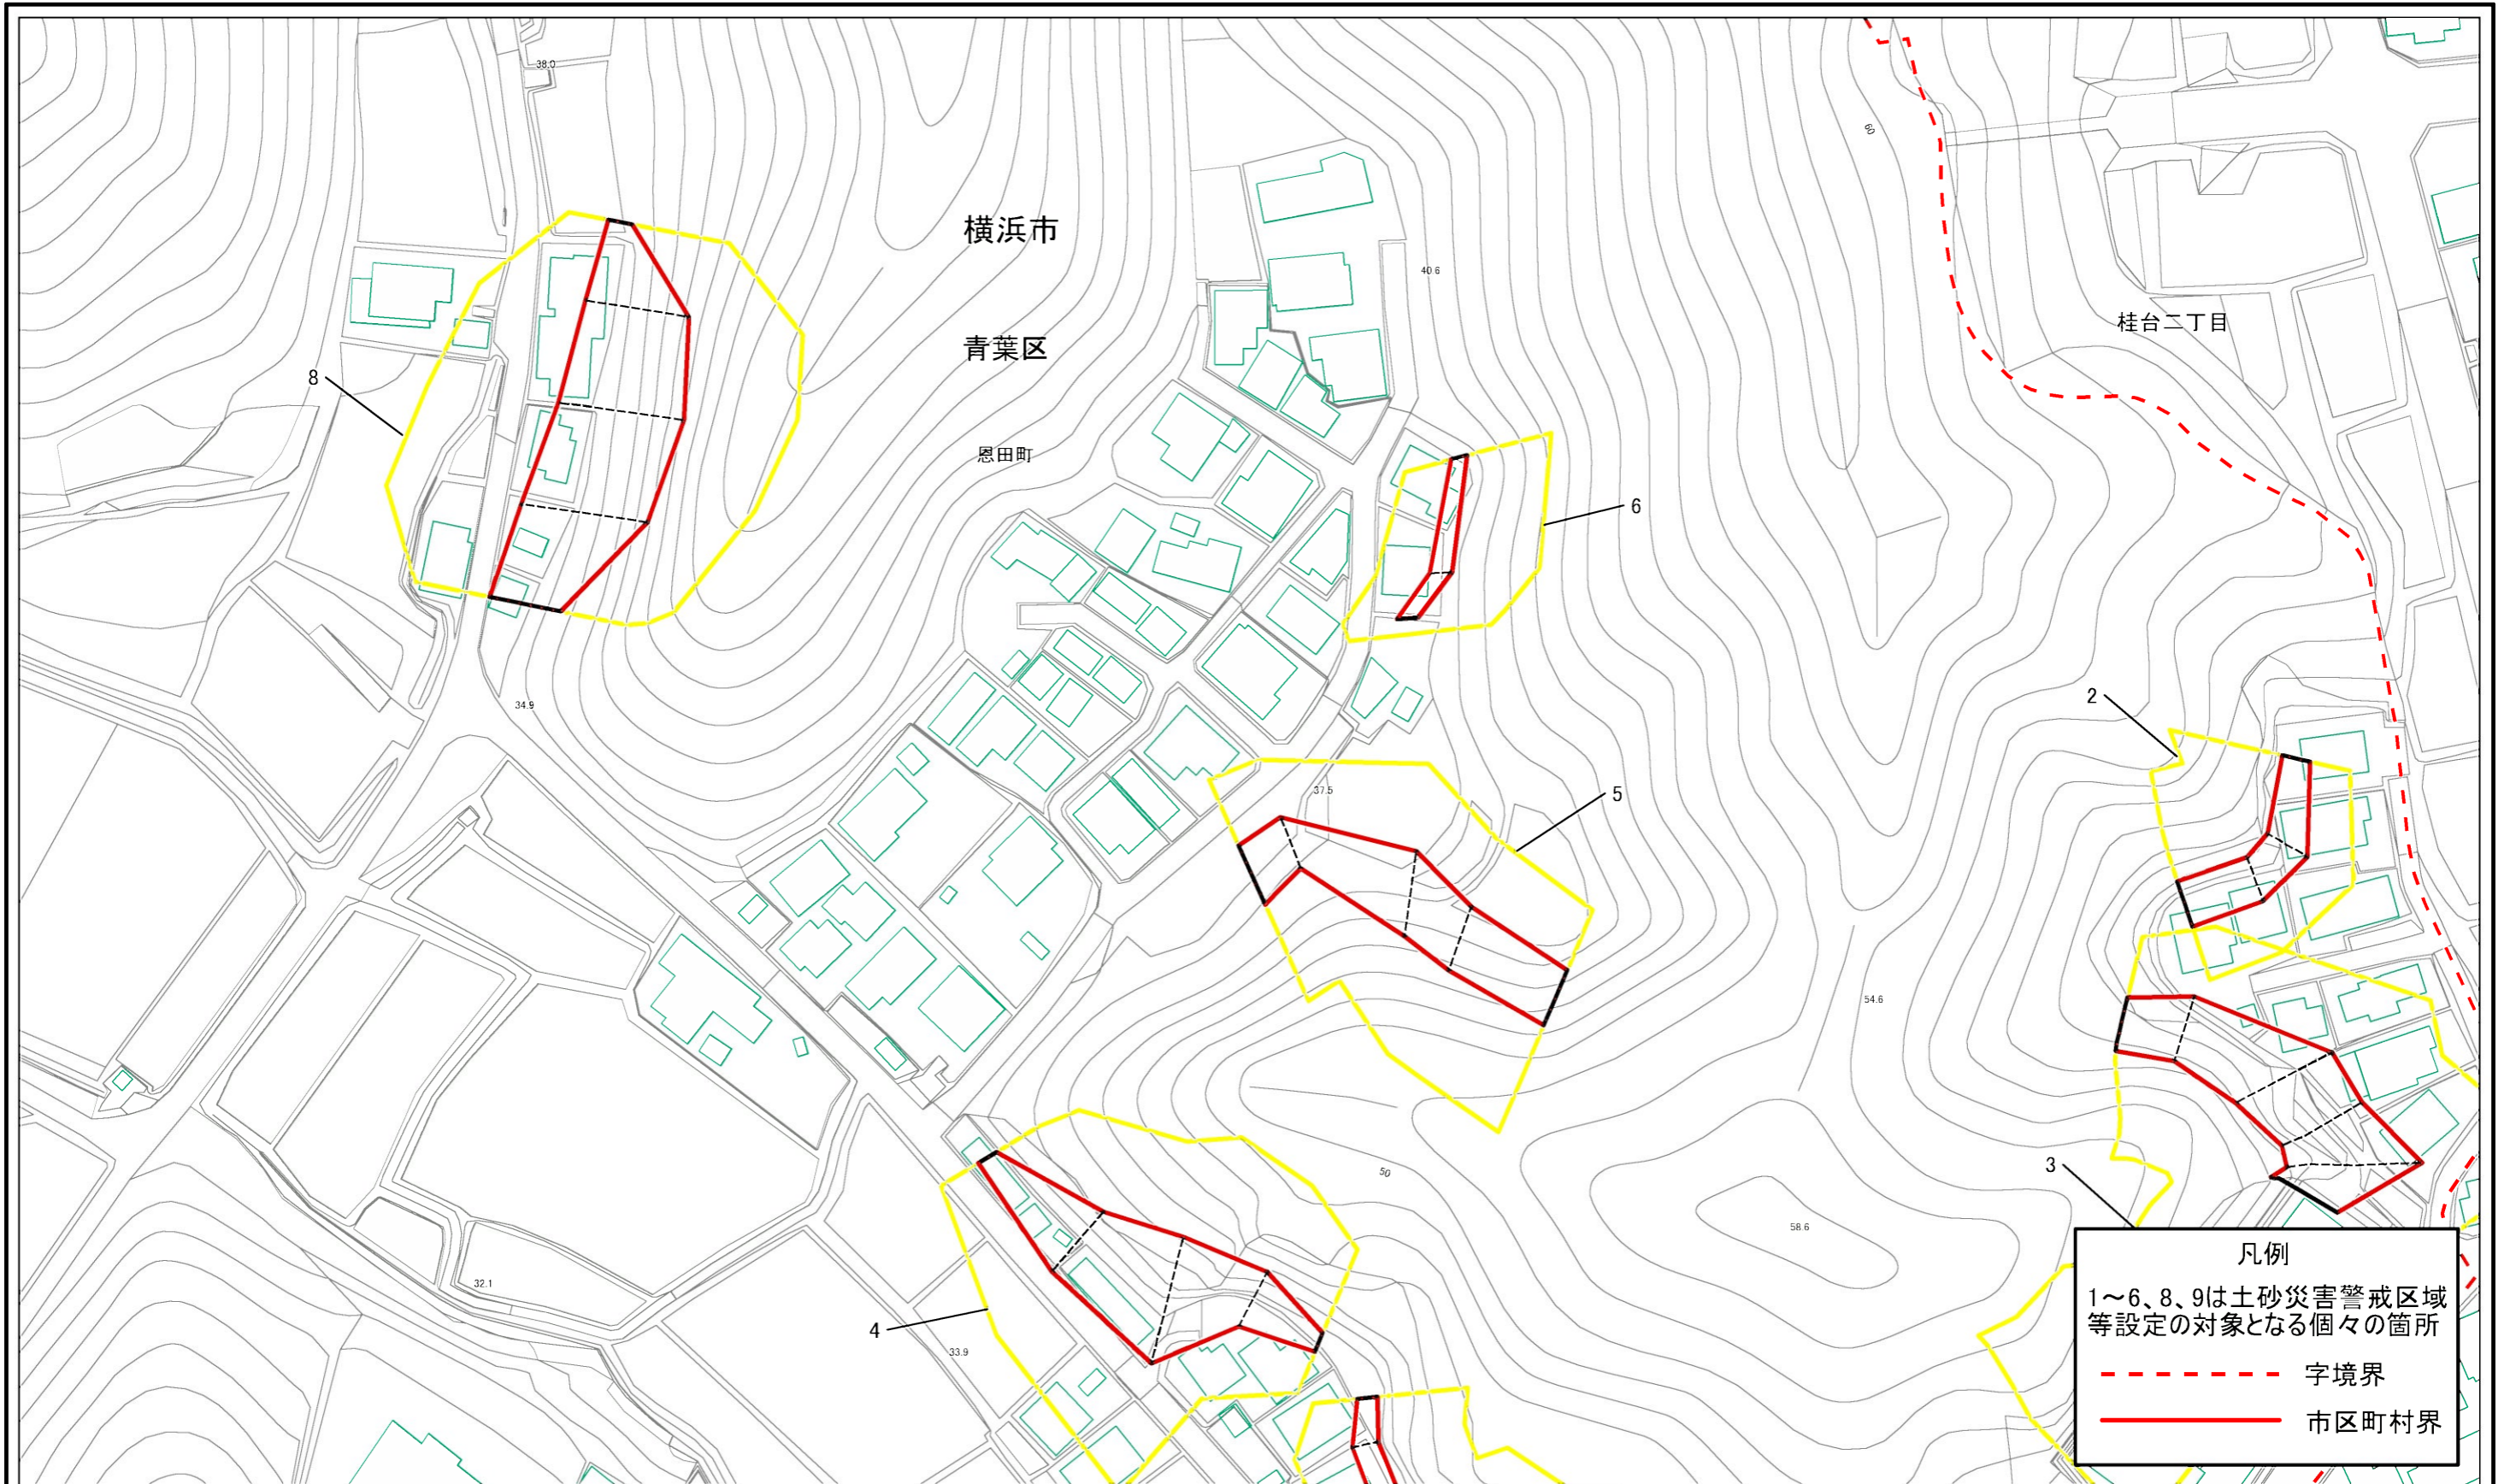 38.0
60
横浜市
40.6
桂台二丁目
青葉区
8
恩田町
6
2
34.9
37.5
5
54.6
50
3
58.6
32.1
4
33.9
凡例
1～6、8、9は土砂災害警戒区域
等設定の対象となる個々の箇所
字境界
市区町村界